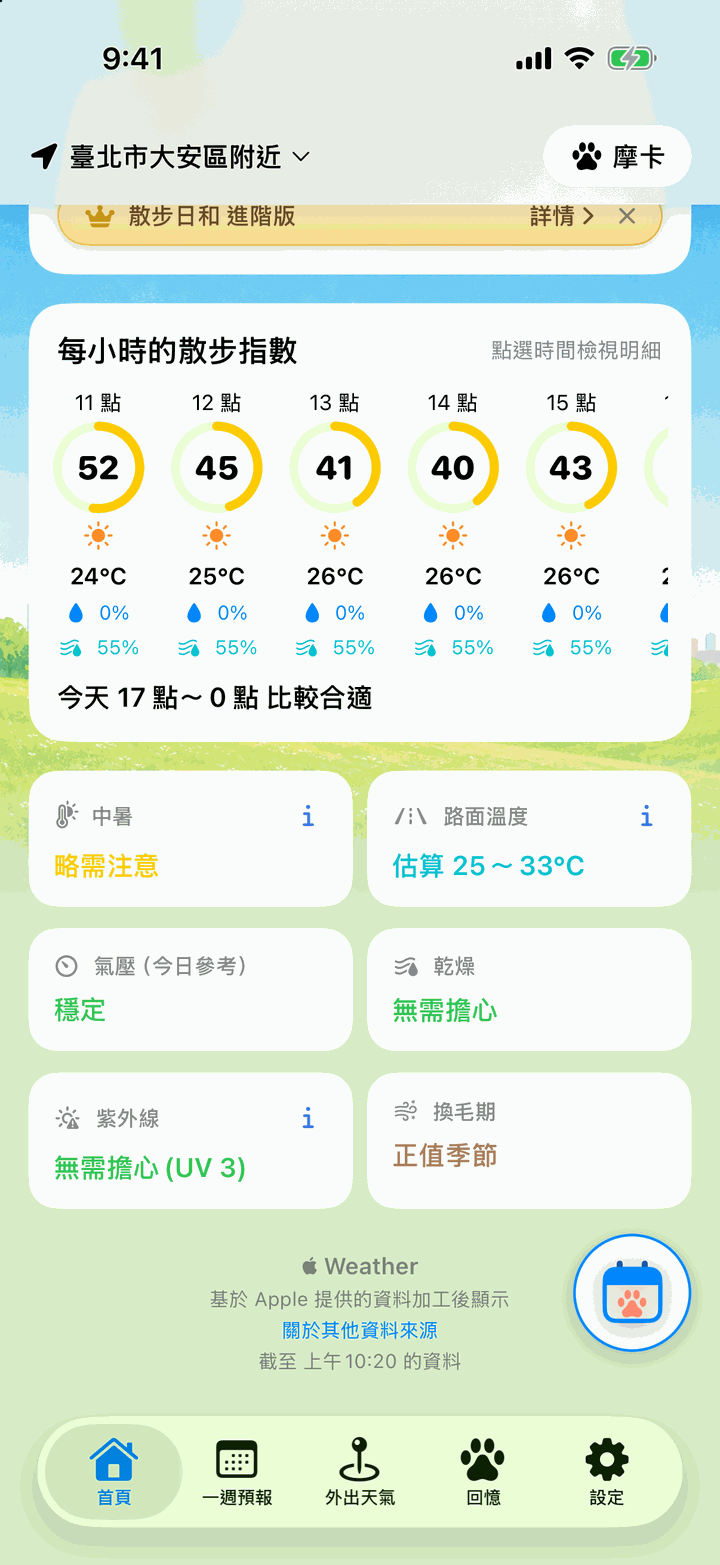 9:41
臺北市大安區附近
摩卡
散步日和 進階版
詳情
每小時的散步指數
點選時間檢視明細
11 點 12 點 13 點 14 點 15 點
52 45 41 40 43
24°C 25°C 26°C 26°C 26°C
0% 0% 0% 0% 0%
55% 55% 55% 55% 55%
今天 17 點~ 0 點 比較合適
中暑
略需注意
路面溫度
估算 25 ~ 33°C
氣壓 (今日參考)
穩定
乾燥
無需擔心
紫外線
無需擔心 (UV 3)
換毛期
正值季節
Weather
基於 Apple 提供的資料加工後顯示
關於其他資料來源
截至 上午10:20 的資料
首頁 一週預報 外出天氣 回憶 設定